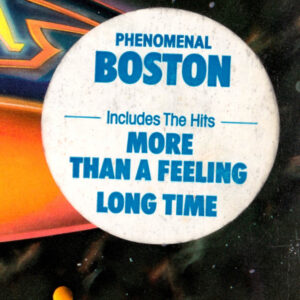 PHENOMENAL
BOSTON
Includes The Hits
MORE
THAN A FEELING
LONG TIME